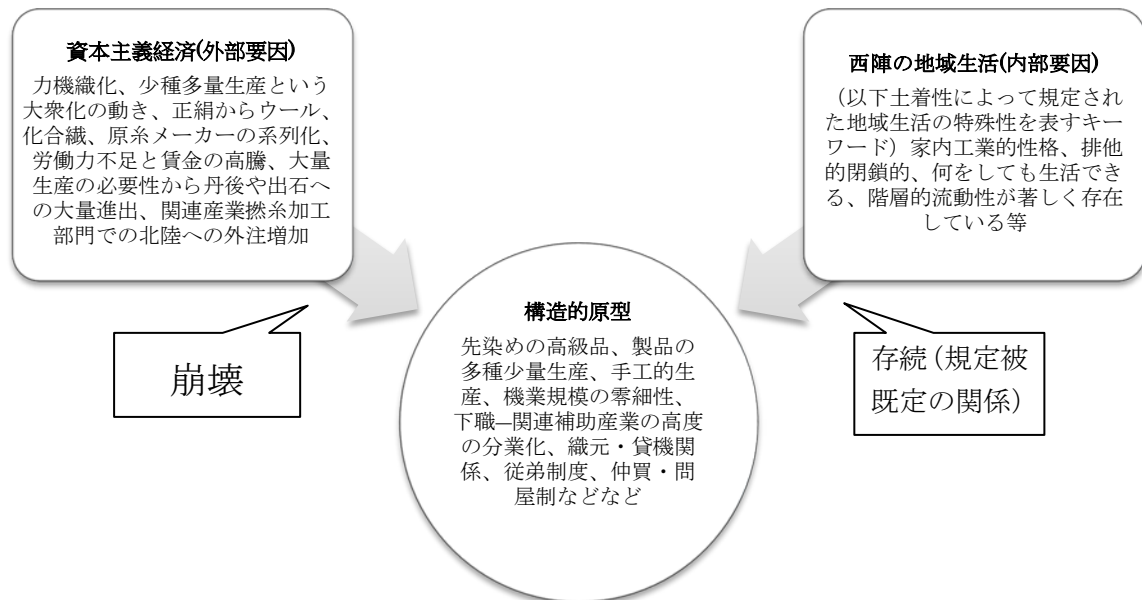 資本主義経済(外部要因)
力機織化、少種多量生産という
大衆化の動き、正絹からウール、
化合繊、原糸メーカーの系列化、
労働力不足と賃金の高騰、大量
生産の必要性から丹後や出石へ
の大量進出、関連産業撚糸加工
部門での北陸への外注増加
崩壊
西陣の地域生活(内部要因)
（以下土着性によって規定され
た地域生活の特殊性を表すキー
ワード）家内工業的性格、排他
的閉鎖的、何をしても生活でき
る、階層的流動性が著しく存在
している等
存続（規定被
既定の関係）
構造的原型
先染めの高級品、製品の
多種少量生産、手工的生
産、機業規模の零細性、
下職―関連補助産業の高度
の分業化、織元・賃機関
係、従弟制度、仲買・問
屋制などなど